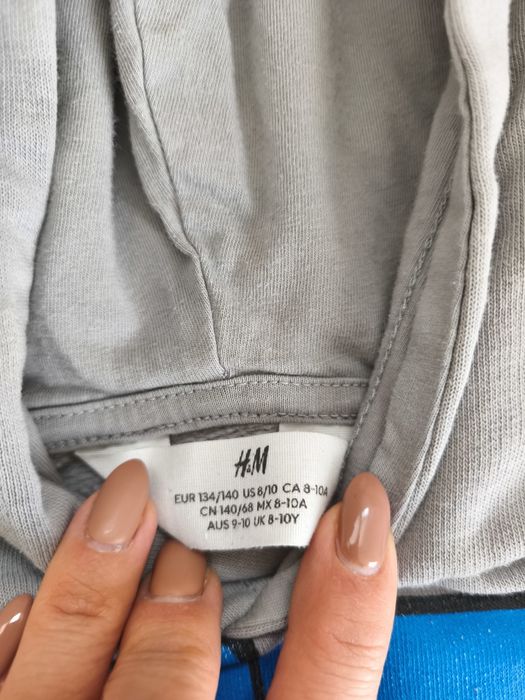 H&M
EUR 134/140 US 8/10 CA 8-10A
CN 140/68 MX 8-10A
AUS 9-10 UK 8-10Y